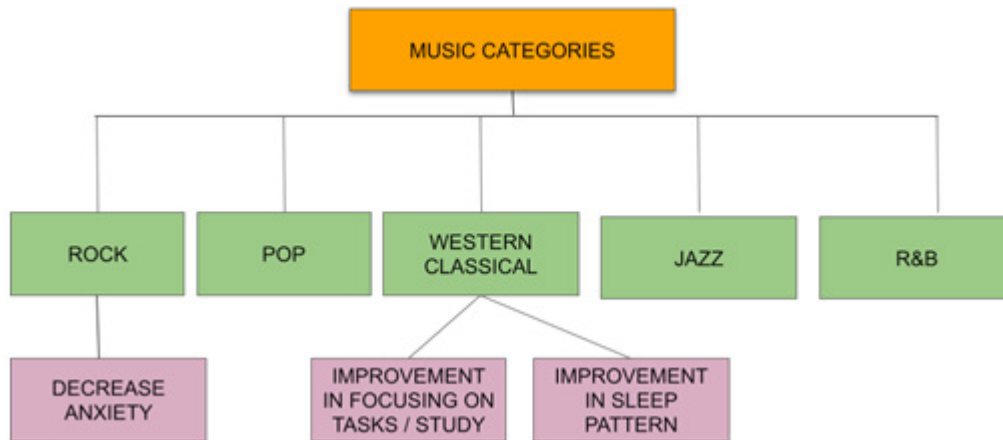 MUSIC CATEGORIES
ROCK
POP
WESTERN
CLASSICAL
JAZZ
R&B
DECREASE
ANXIETY
IMPROVEMENT
IN FOCUSING ON
TASKS / STUDY
IMPROVEMENT
IN SLEEP
PATTERN